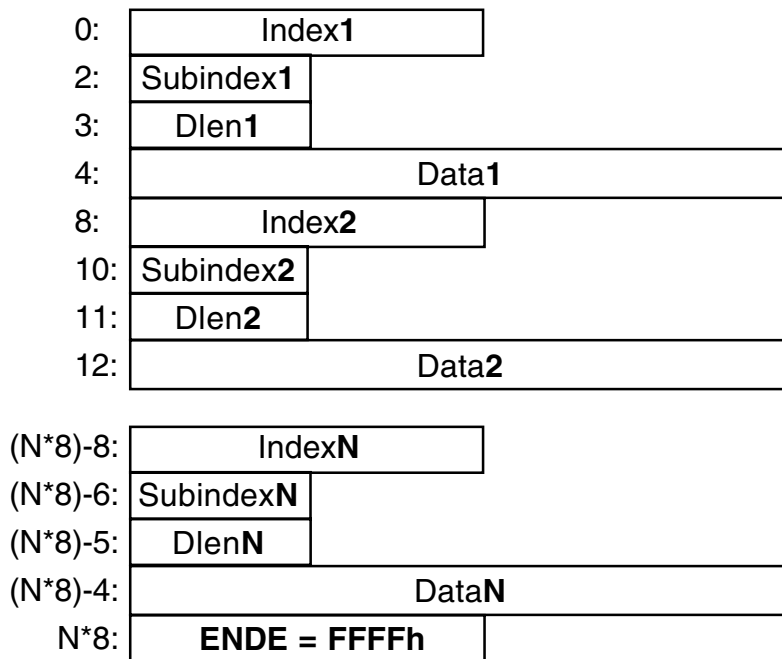 0: Index1
2: Subindex1
3: Dlen1
4: Data1
8: Index2
10: Subindex2
11: Dlen2
12: Data2
(N*8)-8: IndexN
(N*8)-6: SubindexN
(N*8)-5: DlenN
(N*8)-4: DataN
N*8: ENDE = FFFFh